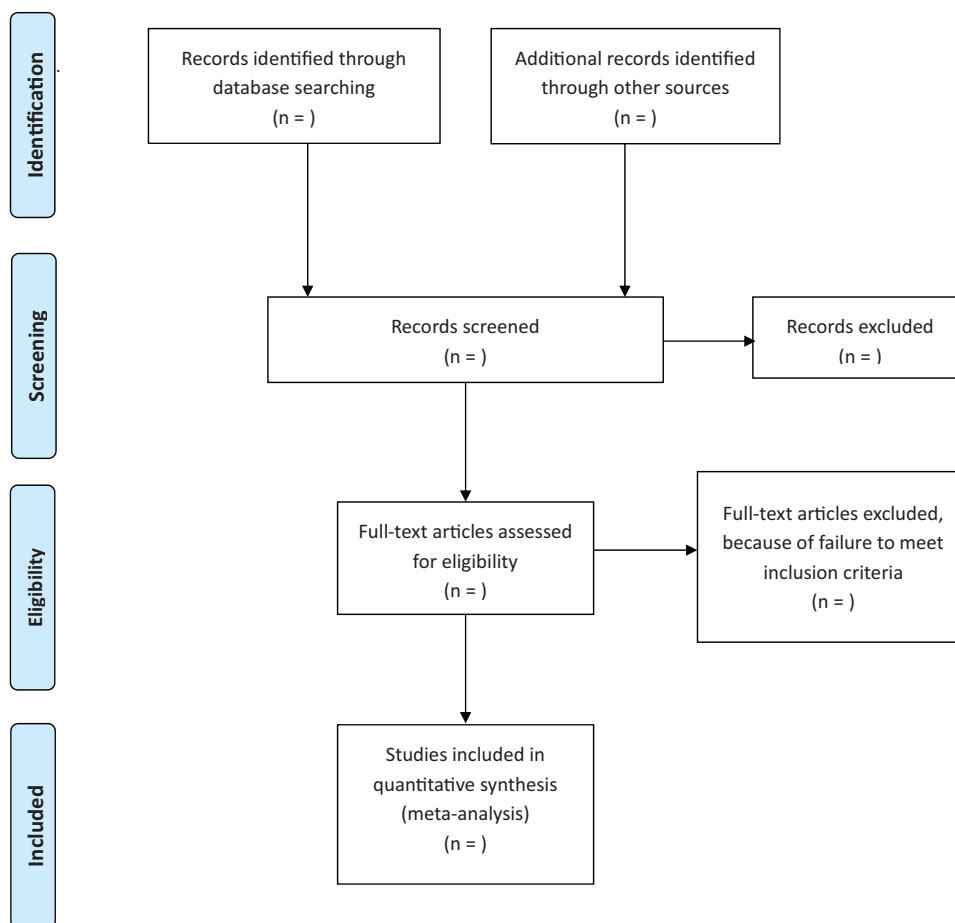 Identification
Records identified through
database searching
(n = )
Additional records identified
through other sources
(n = )
Screening
Records screened
(n = )
Records excluded
(n = )
Eligibility
Full-text articles assessed
for eligibility
(n = )
Full-text articles excluded,
because of failure to meet
inclusion criteria
(n = )
Included
Studies included in
quantitative synthesis
(meta-analysis)
(n = )